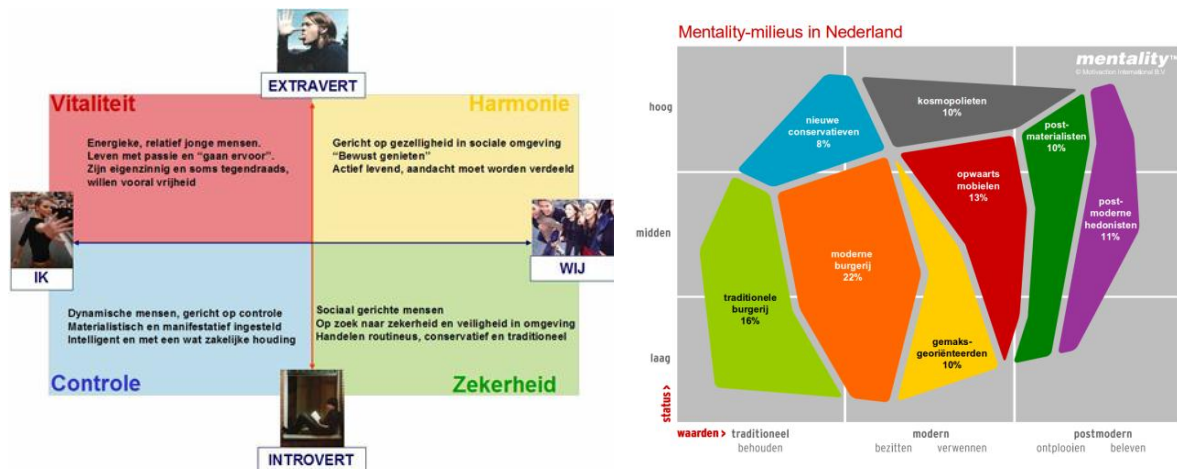 EXTRAVERT
Vitaliteit
Harmonie
Energieke, relatief jonge mensen.
Leven met passie en “gaan ervoor”.
Zijn eigenzinnig en soms tegendraads,
willen vooral vrijheid
Gericht op gezelligheid in sociale omgeving
“Bewust genieten”
Actief levend, aandacht moet worden verdeeld
IK
WIJ
Dynamische mensen, gericht op controle
Materialistisch en manifestatief ingesteld
Intelligent en met een wat zakelijke houding
Sociaal gerichte mensen
Op zoek naar zekerheid en veiligheid in omgeving
Handelen routineus, conservatief en traditioneel
Controle
Zekerheid
INTROVERT
Mentality-milieus in Nederland
mentality™
© Motivaction International B.V.
hoog
midden
laag
status >
kosmopolieten
10%
nieuwe
conservatieven
8%
post-
materialisten
10%
opwaarts
mobielen
13%
post-
moderne
hedonisten
11%
moderne
burgerij
22%
traditionele
burgerij
16%
gemaks-
georiënteerden
10%
waarden > traditioneel modern postmodern
behouden bezitten verwennen ontplooien beleven